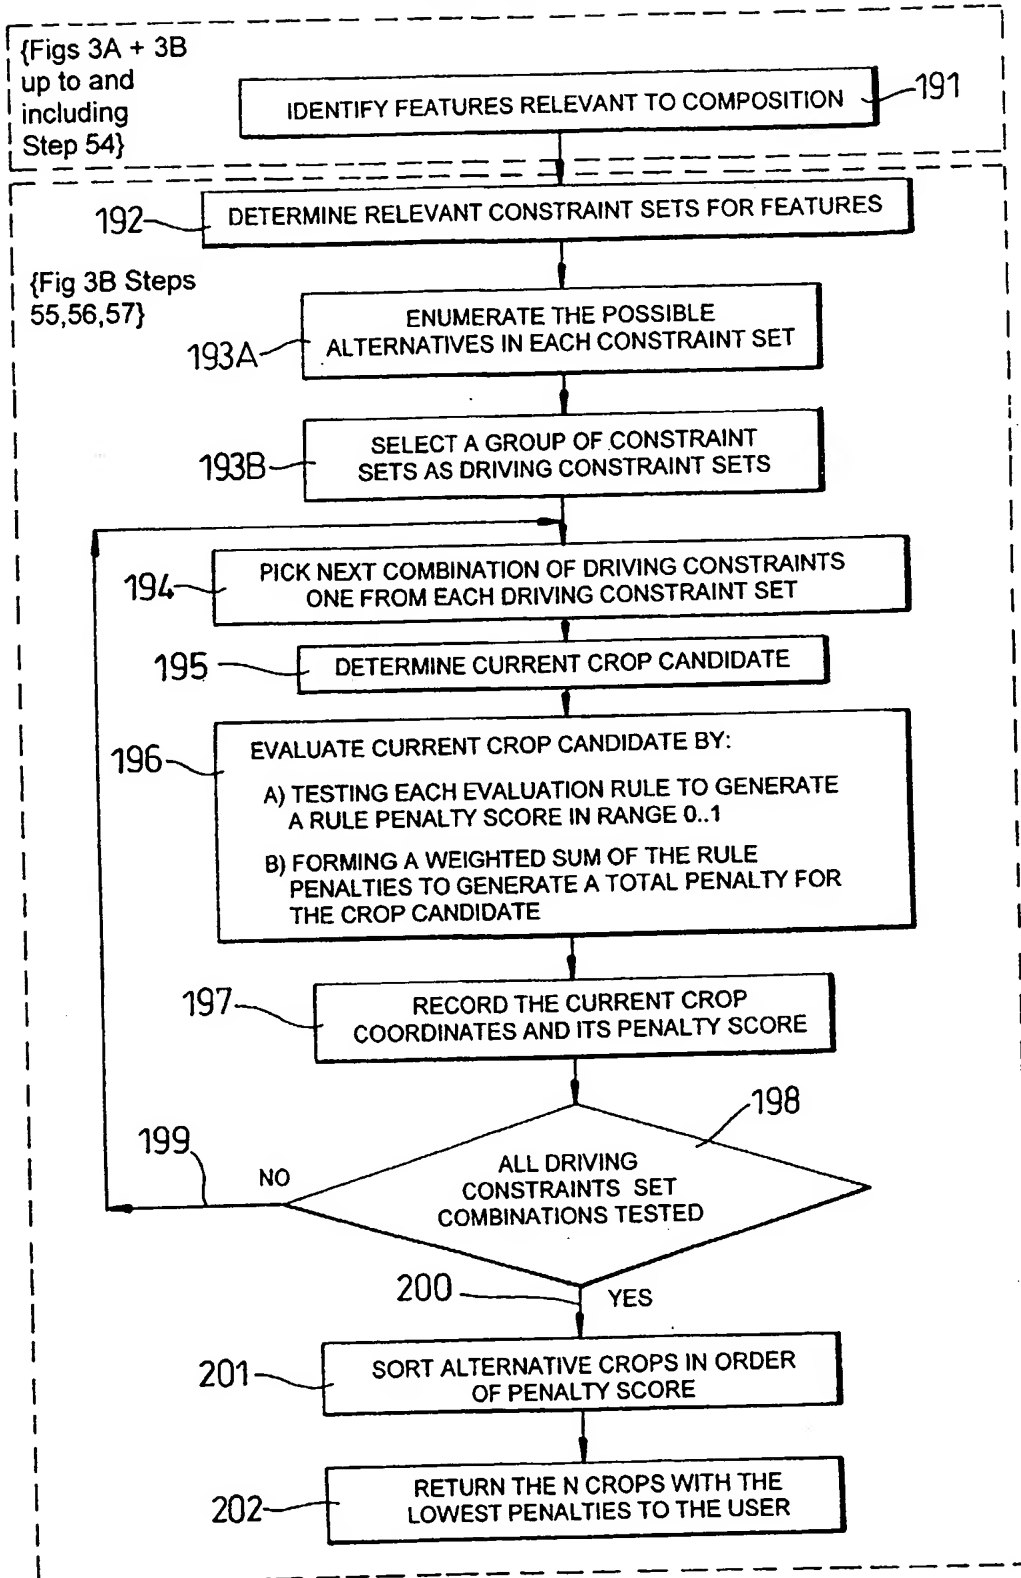 {Figs 3A + 3B
up to and
including
Step 54}
IDENTIFY FEATURES RELEVANT TO COMPOSITION
191
192
DETERMINE RELEVANT CONSTRAINT SETS FOR FEATURES
{Fig 3B Steps
55,56,57}
ENUMERATE THE POSSIBLE
ALTERNATIVES IN EACH CONSTRAINT SET
193A
SELECT A GROUP OF CONSTRAINT
SETS AS DRIVING CONSTRAINT SETS
193B
PICK NEXT COMBINATION OF DRIVING CONSTRAINTS
ONE FROM EACH DRIVING CONSTRAINT SET
194
195
DETERMINE CURRENT CROP CANDIDATE
196
EVALUATE CURRENT CROP CANDIDATE BY:
A) TESTING EACH EVALUATION RULE TO GENERATE
A RULE PENALTY SCORE IN RANGE 0..1
B) FORMING A WEIGHTED SUM OF THE RULE
PENALTIES TO GENERATE A TOTAL PENALTY FOR
THE CROP CANDIDATE
197
RECORD THE CURRENT CROP
COORDINATES AND ITS PENALTY SCORE
198
199
NO
ALL DRIVING
CONSTRAINTS SET
COMBINATIONS TESTED
200
YES
201
SORT ALTERNATIVE CROPS IN ORDER
OF PENALTY SCORE
202
RETURN THE N CROPS WITH THE
LOWEST PENALTIES TO THE USER